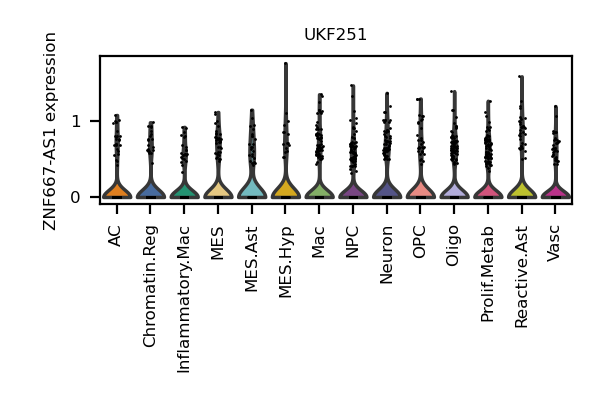 UKF251
ZNF667-AS1 expression
1
0
AC
Chromatin.Reg
Inflammatory.Mac
MES
MES.Ast
MES.Hyp
Mac
NPC
Neuron
OPC
Oligo
Prolif.Metab
Reactive.Ast
Vasc